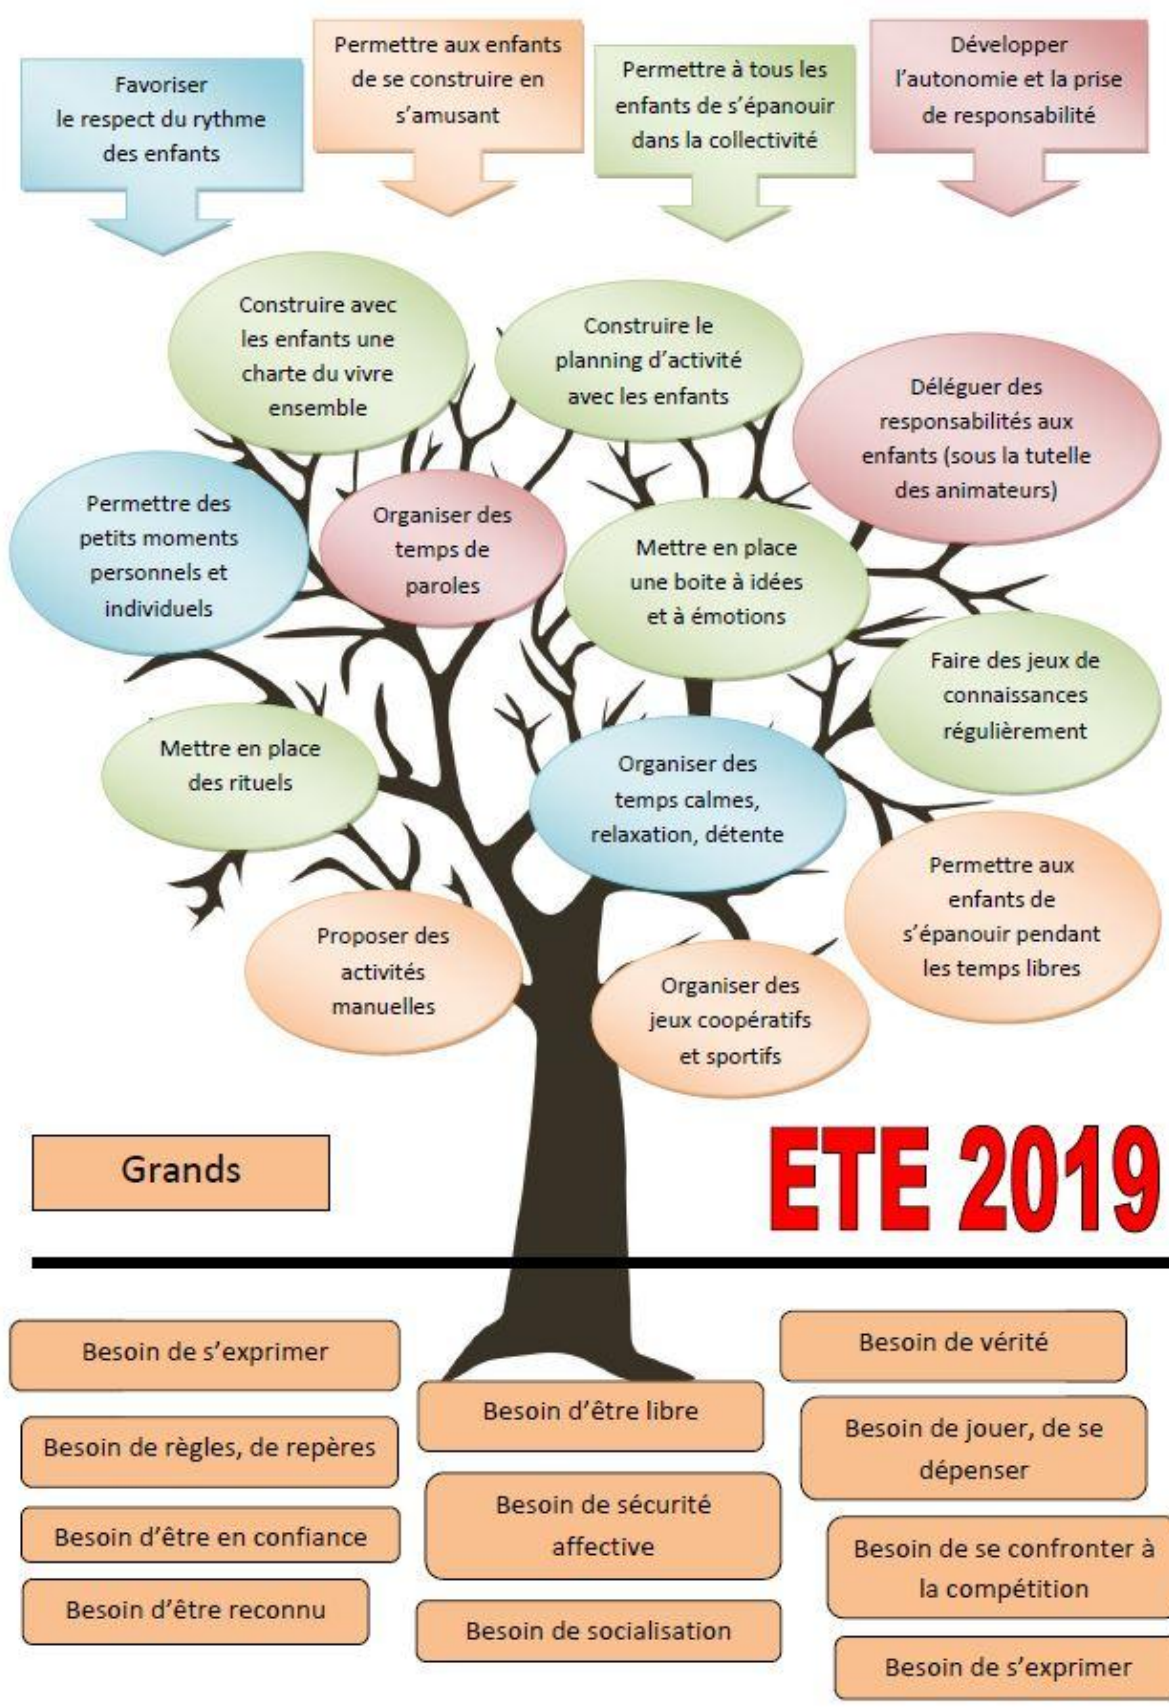 Favoriser
le respect du rythme
des enfants
Permettre aux enfants
de se construire en
s'amusant
Permettre à tous les
enfants de s'épanouir
dans la collectivité
Développer
l'autonomie et la prise
de responsabilité
Construire avec
les enfants une
charte du vivre
ensemble
Construire le
planning d'activité
avec les enfants
Déléguer des
responsabilités aux
enfants (sous la tutelle
des animateurs)
Permettre des
petits moments
personnels et
individuels
Organiser des
temps de
paroles
Mettre en place
une boite à idées
et à émotions
Faire des jeux de
connaissances
régulièrement
Mettre en place
des rituels
Organiser des
temps calmes,
relaxation, détente
Permettre aux
enfants de
s'épanouir pendant
les temps libres
Proposer des
activités
manuelles
Organiser des
jeux coopératifs
et sportifs
Grands
ETE 2019
Besoin de s'exprimer
Besoin de règles, de repères
Besoin d'être en confiance
Besoin d'être reconnu
Besoin d'être libre
Besoin de sécurité
affective
Besoin de socialisation
Besoin de vérité
Besoin de jouer, de se
dépenser
Besoin de se confronter à
la compétition
Besoin de s'exprimer